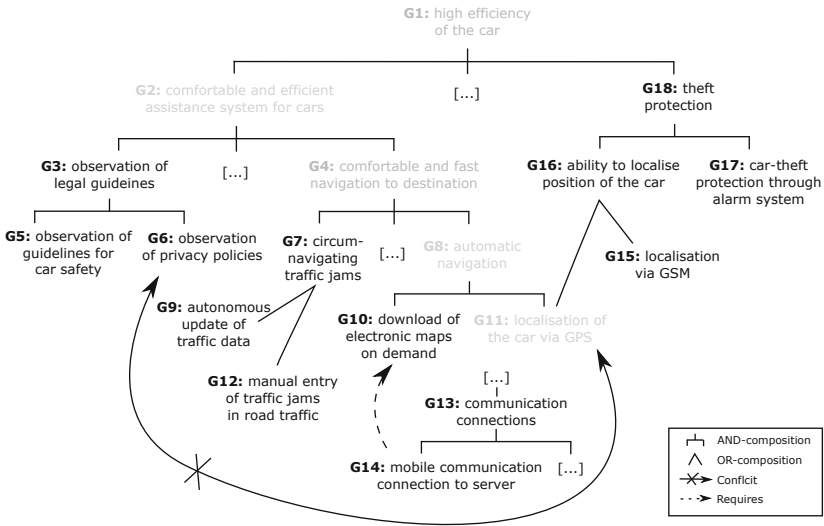 G1: high efficiency
of the car
G2: comfortable and efficient
assistance system for cars
[...]
G18: theft
protection
G3: observation of
legal guideines
[...]
G4: comfortable and fast
navigation to destination
G16: ability to localise
position of the car
G17: car-theft
protection through
alarm system
G5: observation of
guidelines for
car safety
G6: observation
of privacy policies
G7: circum-
navigating
traffic jams
[...]
G8: automatic
navigation
G15: localisation
via GSM
G9: autonomous
update of
traffic data
G10: download of
electronic maps
on demand
G11: localisation of
the car via GPS
G12: manual entry
of traffic jams
in road traffic
[...]
G13: communication
connections
G14: mobile communication
connection to server
[...]
AND-composition
OR-composition
Conflcit
Requires